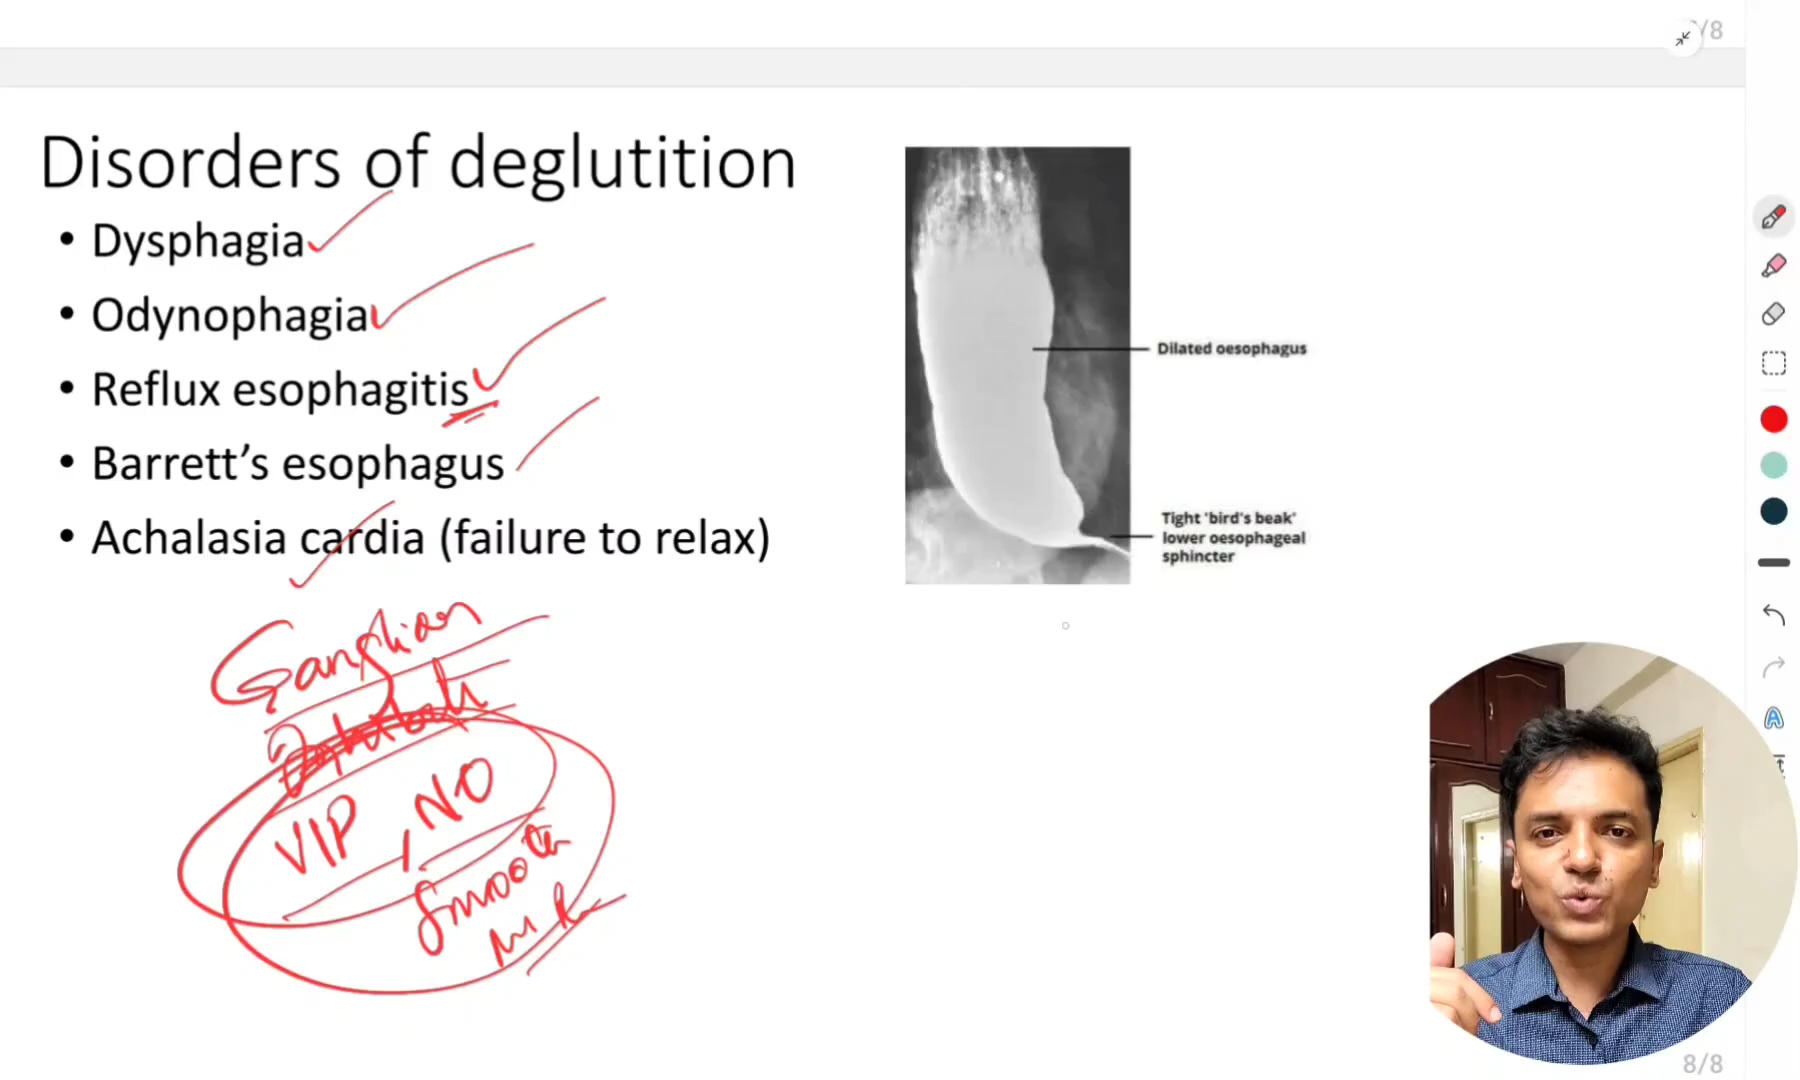 /8
Disorders of deglutition
• Dysphagia
• Odynophagia
• Reflux esophagitis
• Barrett’s esophagus
• Achalasia cardia (failure to relax)
Dilated oesophagus
Tight 'bird's beak'
lower oesophageal
sphincter
Ganglion
VIP, NO
Smooth
8/8